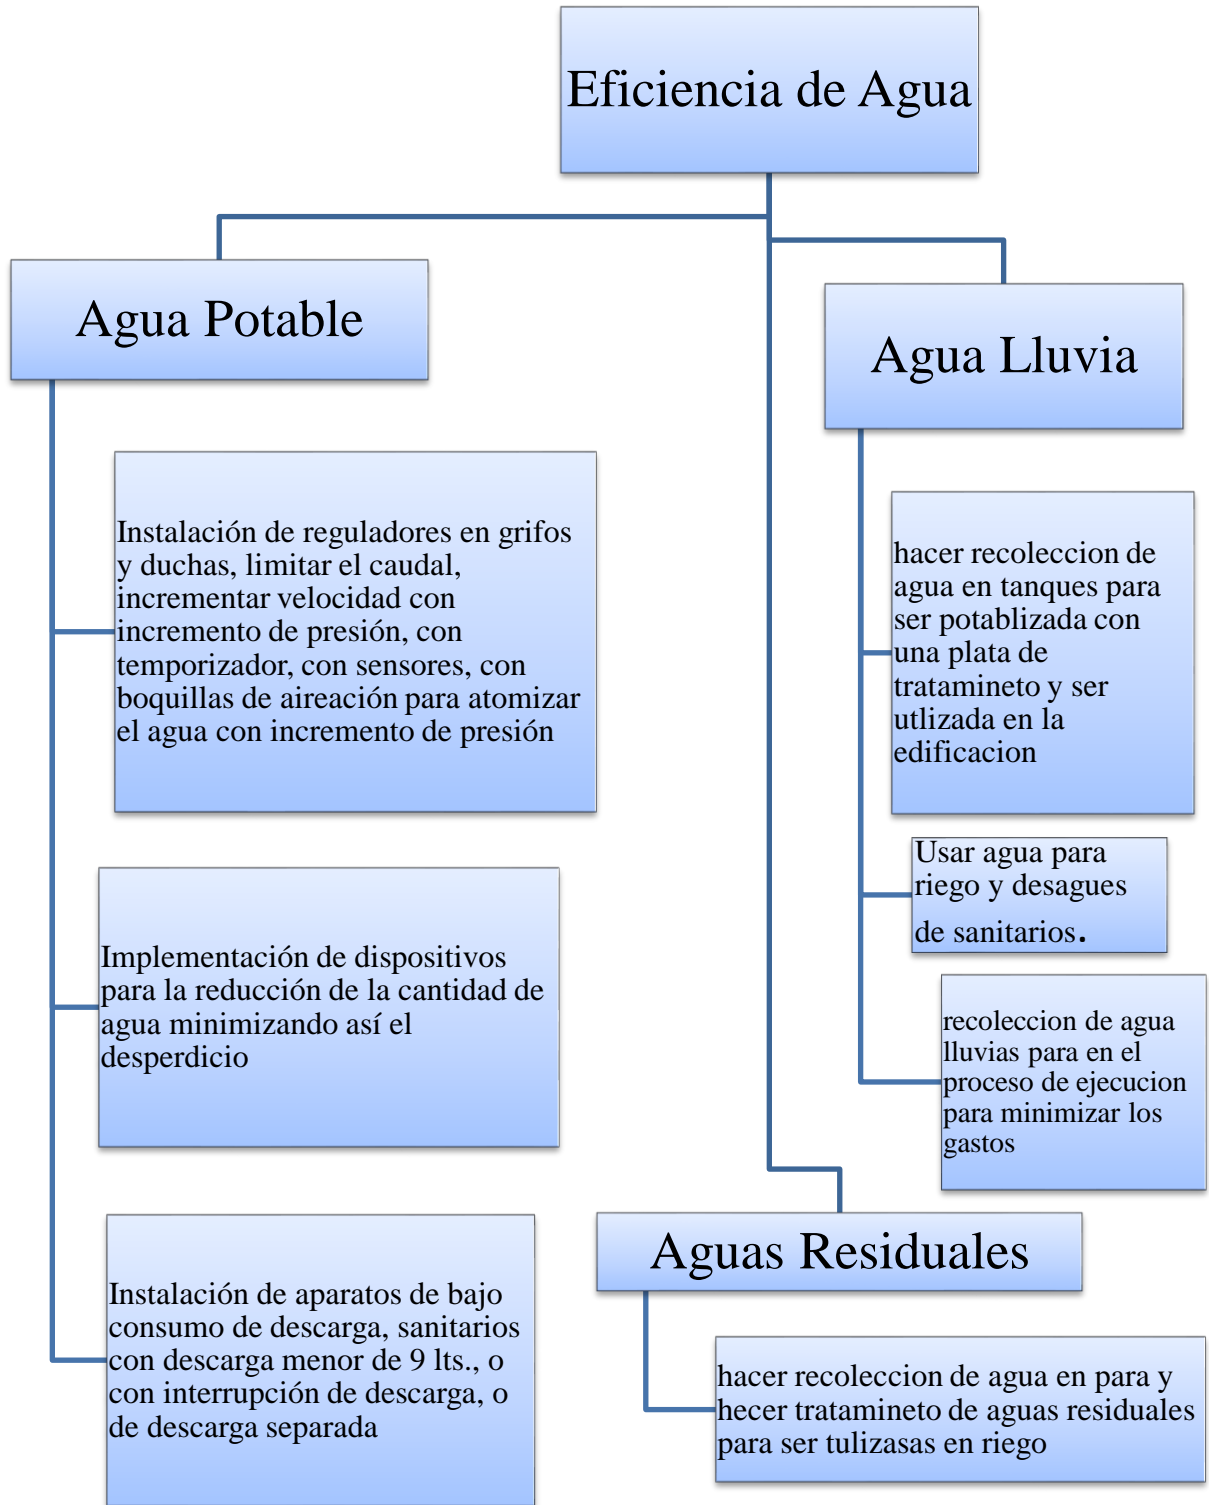 Eficiencia de Agua
Agua Potable
Instalación de reguladores en grifos
y duchas, limitar el caudal,
incrementar velocidad con
incremento de presión, con
temporizador, con sensores, con
boquillas de aireación para atomizar
el agua con incremento de presión
Implementación de dispositivos
para la reducción de la cantidad de
agua minimizando así el
desperdicio
Instalación de aparatos de bajo
consumo de descarga, sanitarios
con descarga menor de 9 lts., o
con interrupción de descarga, o
de descarga separada
Agua Lluvia
hacer recoleccion de
agua en tanques para
ser potablizada con
una plata de
tratamineto y ser
utlizada en la
edificacion
Usar agua para
riego y desagues
de sanitarios.
recoleccion de agua
lluvias para en el
proceso de ejecucion
para minimizar los
gastos
Aguas Residuales
hacer recoleccion de agua en para y
hecer tratamineto de aguas residuales
para ser tulizasas en riego